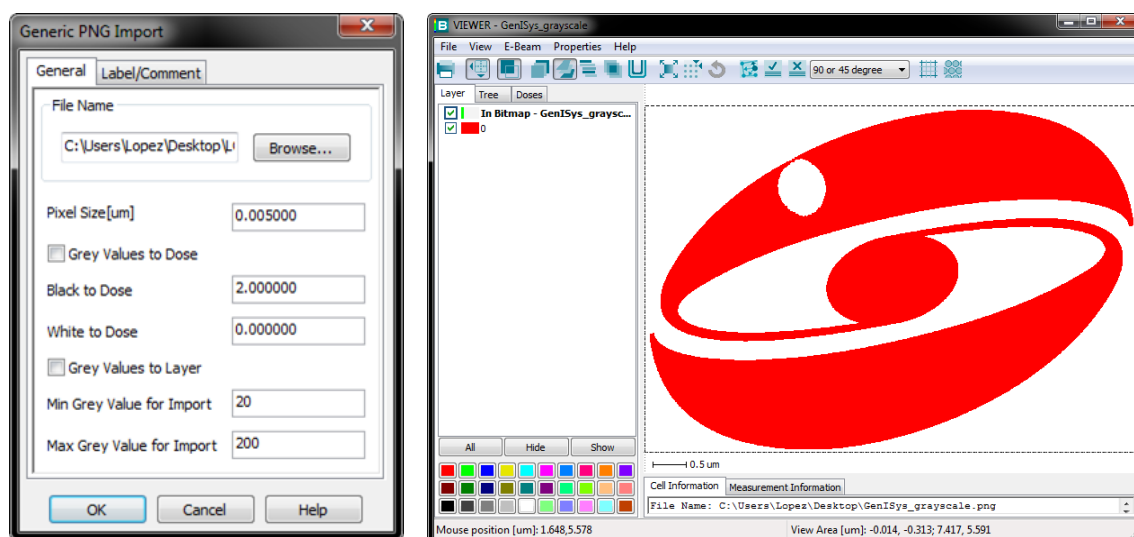 Generic PNG Import
General Label/Comment
File Name
C:\Users\Lopez\Desktop\L
Browse...
Pixel Size[um] 0.005000
Grey Values to Dose
Black to Dose 2.000000
White to Dose 0.000000
Grey Values to Layer
Min Grey Value for Import 20
Max Grey Value for Import 200
OK Cancel Help
VIEWER - GenISys_grayscale
File View E-Beam Properties Help
90 or 45 degree
Layer Tree Doses
In Bitmap - GenISys_graysc...
0
All Hide Show
0.5 um
Cell Information Measurement Information
File Name: C:\Users\Lopez\Desktop\GenISys_grayscale.png
Mouse position [um]: 1.648,5.578 View Area [um]: -0.014, -0.313; 7.417, 5.591